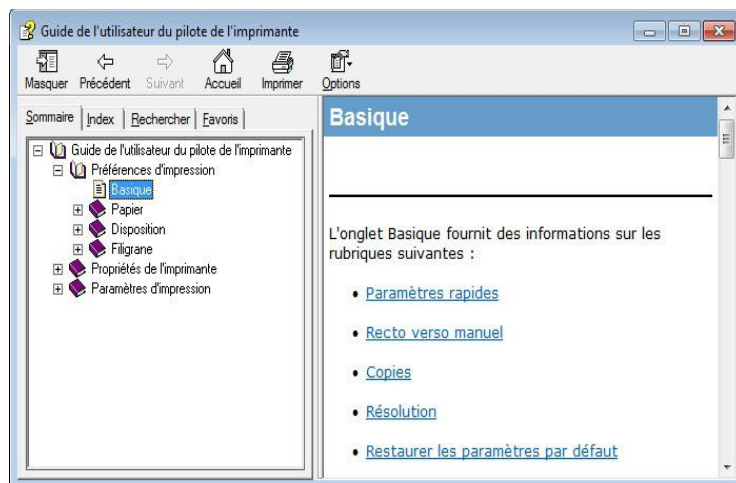 Guide de l'utilisateur du pilote de l'imprimante
Masquer Précédent Suivant Accueil Imprimer Options
Sommaire Index Rechercher Favoris
Guide de l'utilisateur du pilote de l'imprimante
Préférences d'impression
Basique
Papier
Disposition
Filigrane
Propriétés de l'imprimante
Paramètres d'impression
Basique
L'onglet Basique fournit des informations sur les
rubriques suivantes :
• Paramètres rapides
• Recto verso manuel
• Copies
• Résolution
• Restaurer les paramètres par défaut